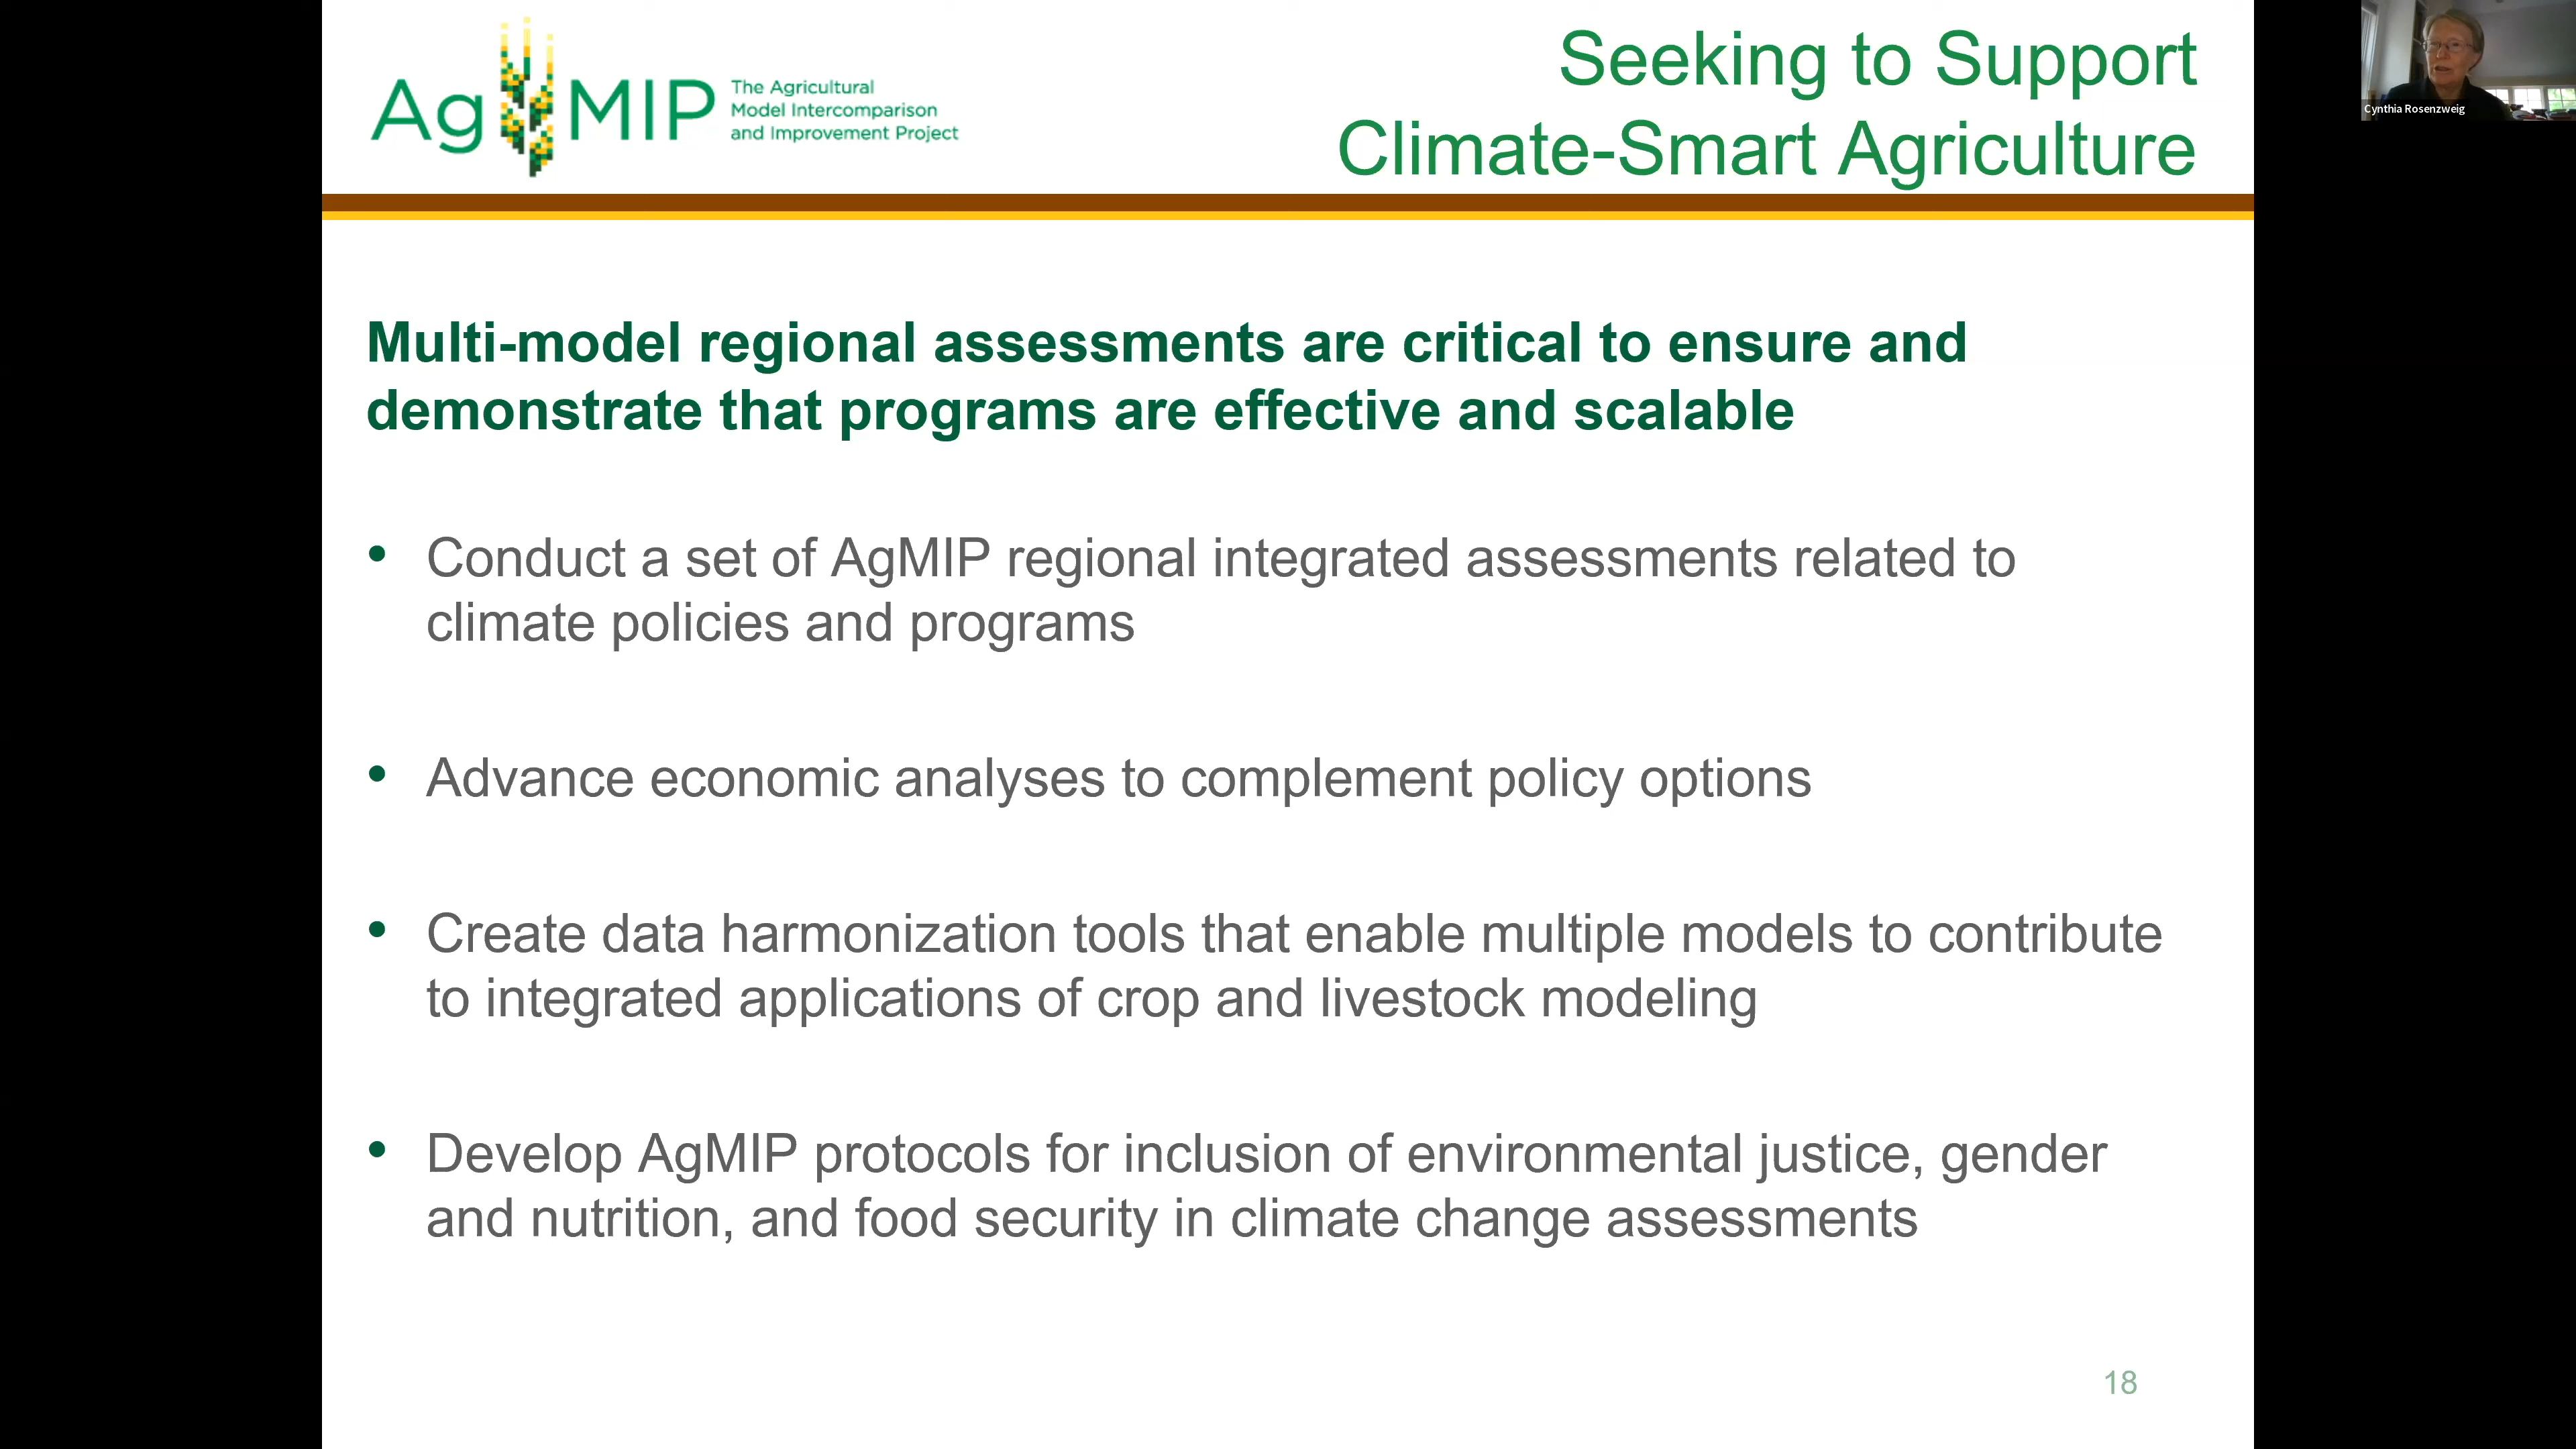 AgMIP
The Agricultural
Model Intercomparison
and Improvement Project
Seeking to Support
Climate-Smart Agriculture
Cynthia Rosenzweig
Multi-model regional assessments are critical to ensure and
demonstrate that programs are effective and scalable
• Conduct a set of AgMIP regional integrated assessments related to
climate policies and programs
• Advance economic analyses to complement policy options
• Create data harmonization tools that enable multiple models to contribute
to integrated applications of crop and livestock modeling
• Develop AgMIP protocols for inclusion of environmental justice, gender
and nutrition, and food security in climate change assessments
18